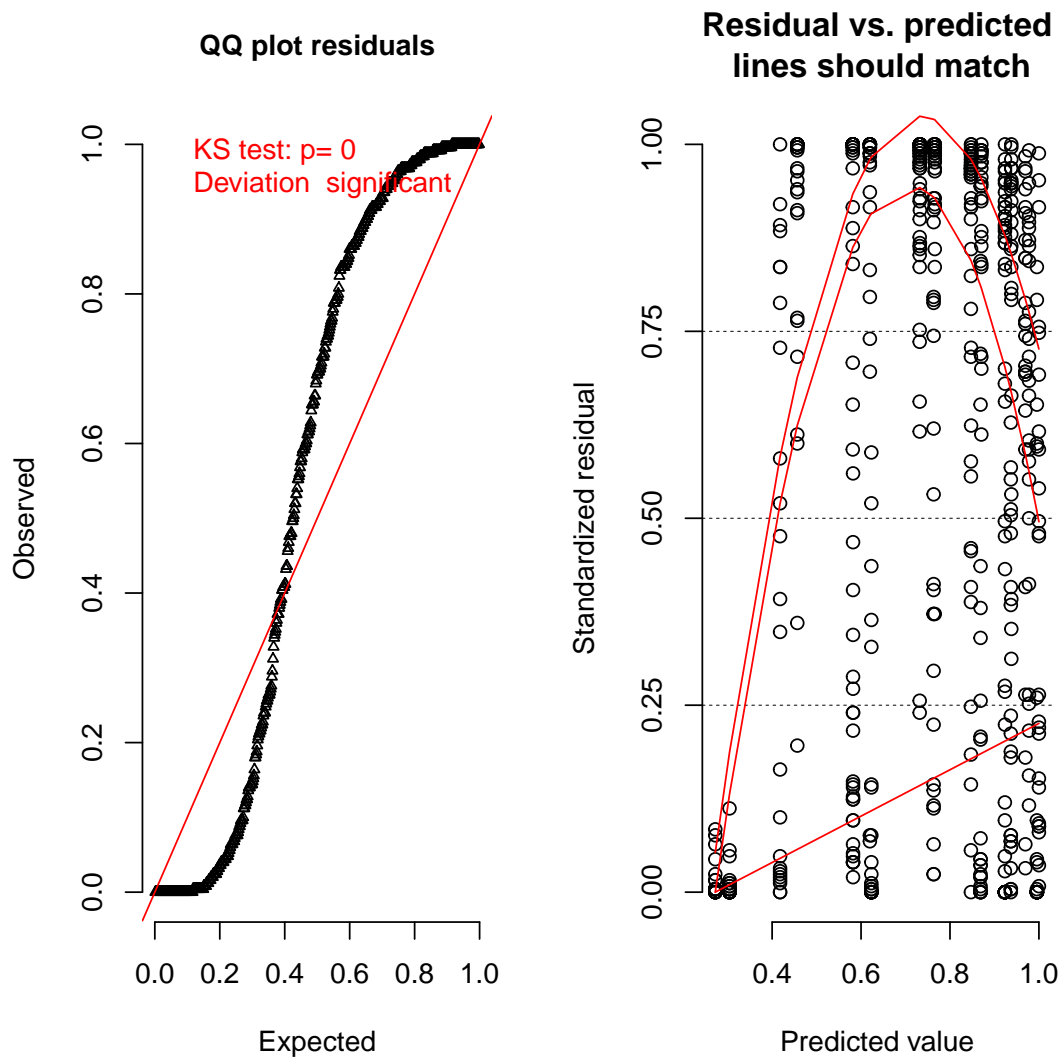 QQ plot residuals
KS test: p= 0
Deviation  significant
Observed
1.0
0.8
0.6
0.4
0.2
0.0
0.0 0.2 0.4 0.6 0.8 1.0
Expected
Residual vs. predicted
lines should match
Standardized residual
1.00
0.75
0.50
0.25
0.00
0.4 0.6 0.8 1.0
Predicted value